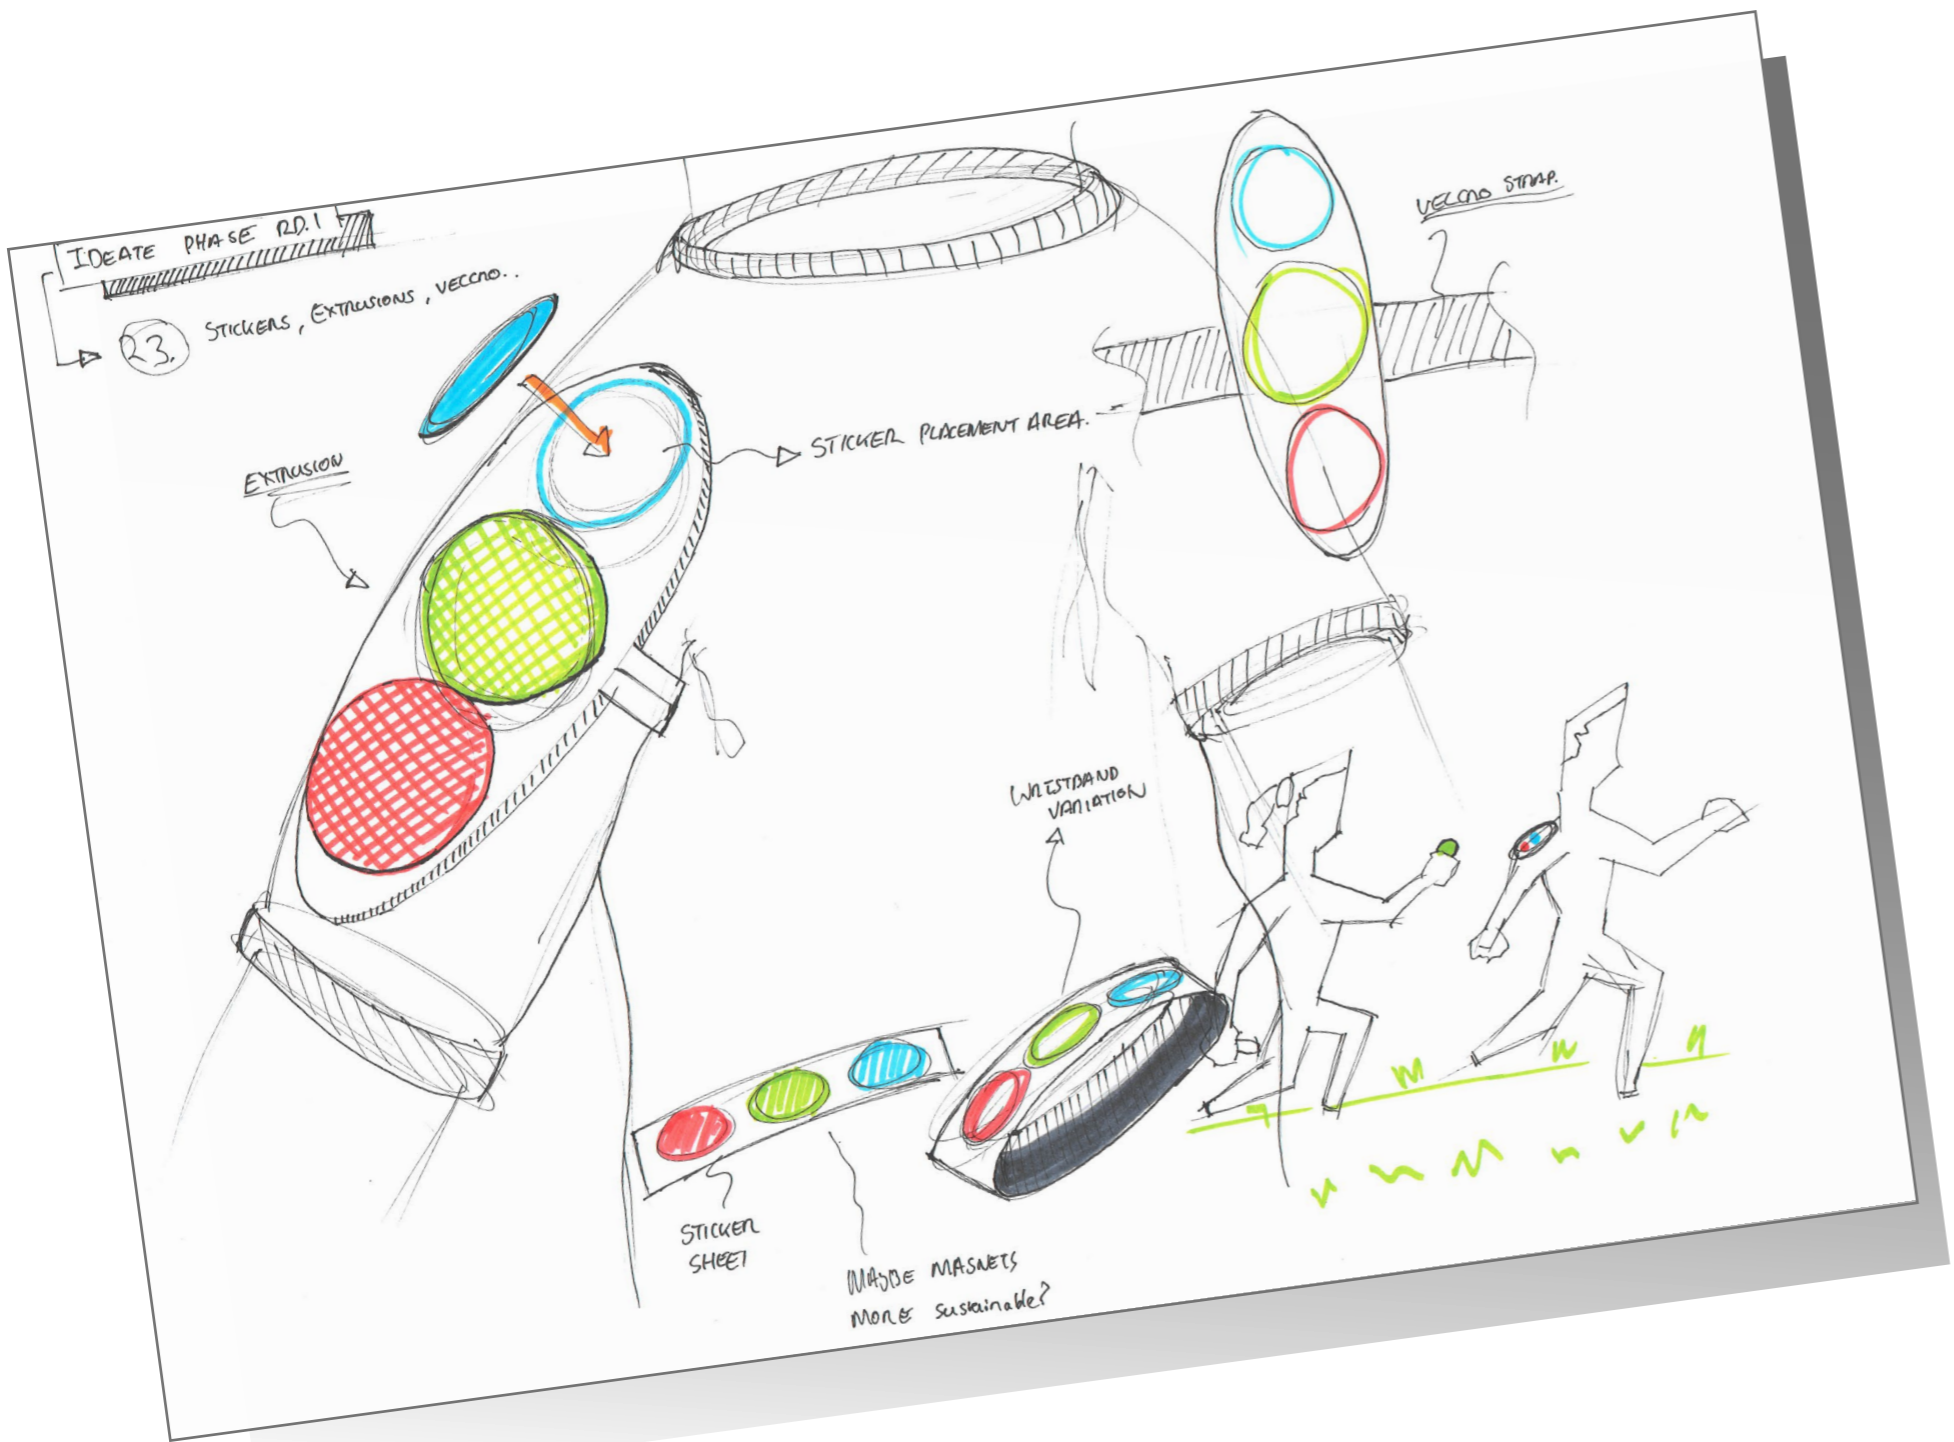 IDEATE PHASE RD.1
23. STICKERS, EXTRUSIONS, VELCRO..
EXTRUSION
STICKER PLACEMENT AREA.
VELCRO STRAP.
WRISTBAND
VARIATION
STICKER
SHEET
MAYBE MAGNETS
MORE sustainable?